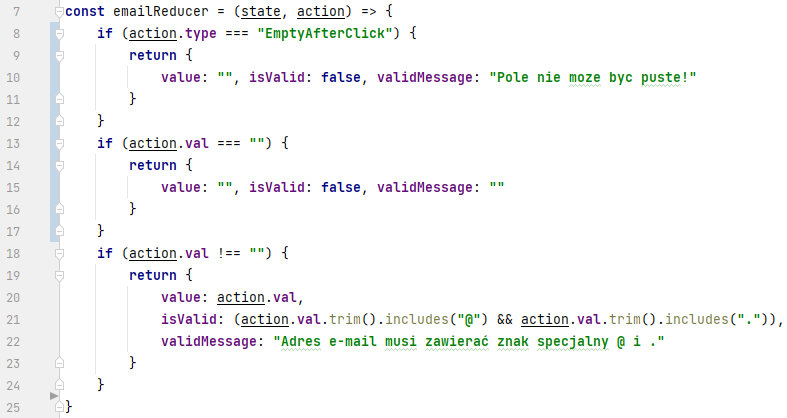 7 const emailReducer = (state, action) => {
8     if (action.type === "EmptyAfterClick") {
9         return {
10             value: "", isValid: false, validMessage: "Pole nie moze byc puste!"
11         }
12     }
13     if (action.val === "") {
14         return {
15             value: "", isValid: false, validMessage: ""
16         }
17     }
18     if (action.val !== "") {
19         return {
20             value: action.val,
21             isValid: (action.val.trim().includes("@") && action.val.trim().includes(".")),
22             validMessage: "Adres e-mail musi zawierać znak specjalny @ i ."
23         }
24     }
25 }